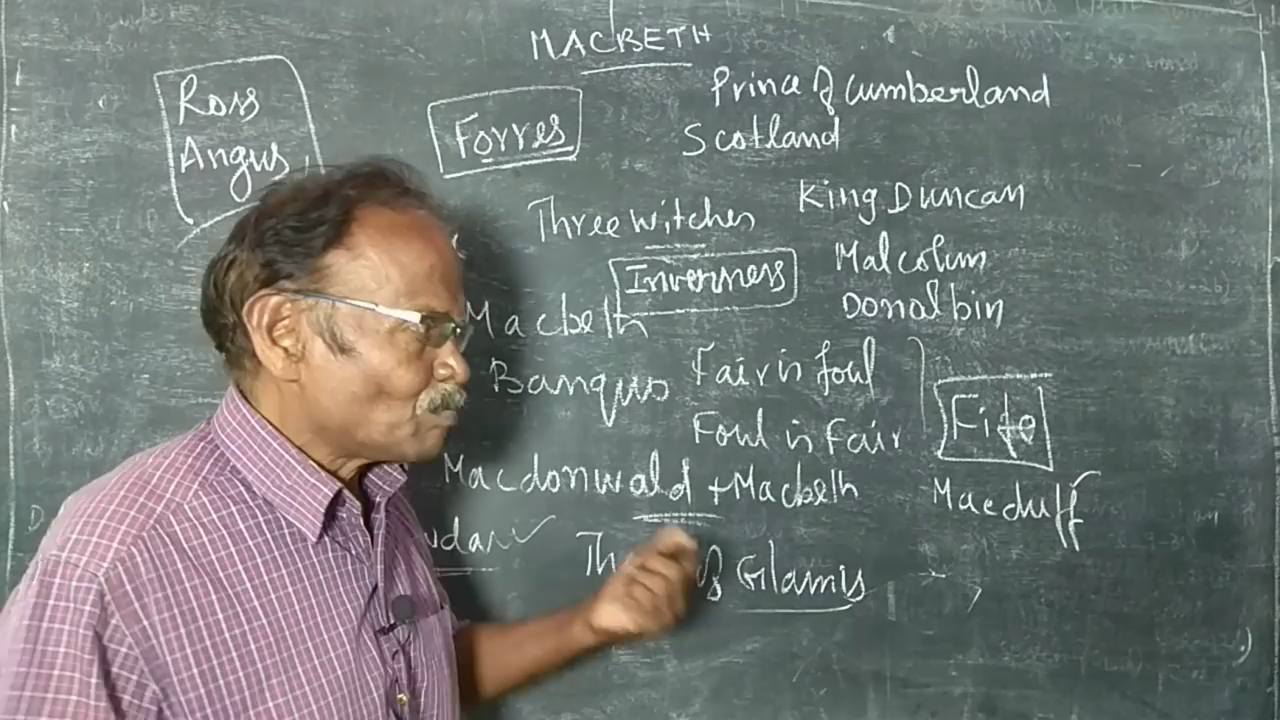 MACBETH
Ross
Angus
Forres
Prince of Cumberland
Scotland
Three witches
King Duncan
Inverness
Malcolm
Donalbin
Macbeth
Banquo
Fair is foul
Foul is Fair
Fife
Macdonwald + Macbeth
Macduff
of Glamis